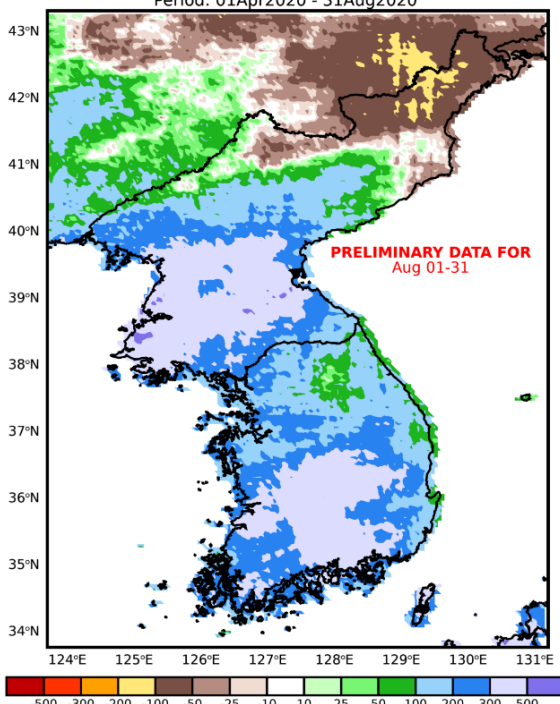 Period: 01Apr2020 - 31Aug2020
43°N
42°N
41°N
40°N
PRELIMINARY DATA FOR
Aug 01-31
39°N
38°N
37°N
36°N
35°N
34°N
124°E 125°E 126°E 127°E 128°E 129°E 130°E 131°E
-500 -300 -200 -100 -50 -25 -10 10 25 50 100 200 300 500